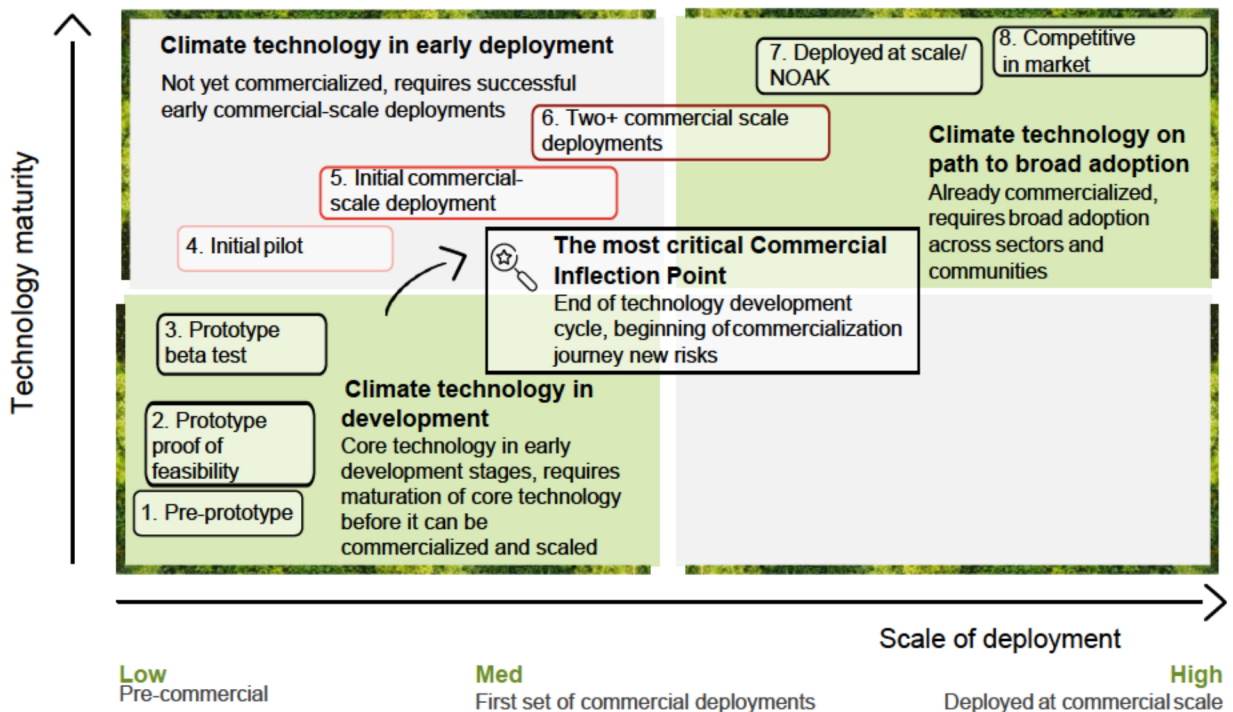 Technology maturity
Climate technology in early deployment
Not yet commercialized, requires successful
early commercial-scale deployments
7. Deployed at scale/
NOAK
8. Competitive
in market
6. Two+ commercial scale
deployments
5. Initial commercial-
scale deployment
4. Initial pilot
Climate technology on
path to broad adoption
Already commercialized,
requires broad adoption
across sectors and
communities
The most critical Commercial
Inflection Point
End of technology development
cycle, beginning of commercialization
journey new risks
3. Prototype
beta test
2. Prototype
proof of
feasibility
1. Pre-prototype
Climate technology in
development
Core technology in early
development stages, requires
maturation of core technology
before it can be
commercialized and scaled
Scale of deployment
Low
Pre-commercial
Med
First set of commercial deployments
High
Deployed at commercial scale